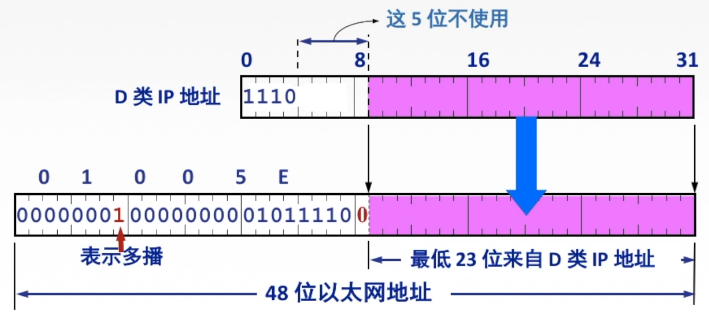 这 5 位不使用
0 8 16 24 31
D 类 IP 地址 1110
0 1 0 0 5 E
00000001 00000000 01011110 0
表示多播
最低 23 位来自 D 类 IP 地址
48 位以太网地址